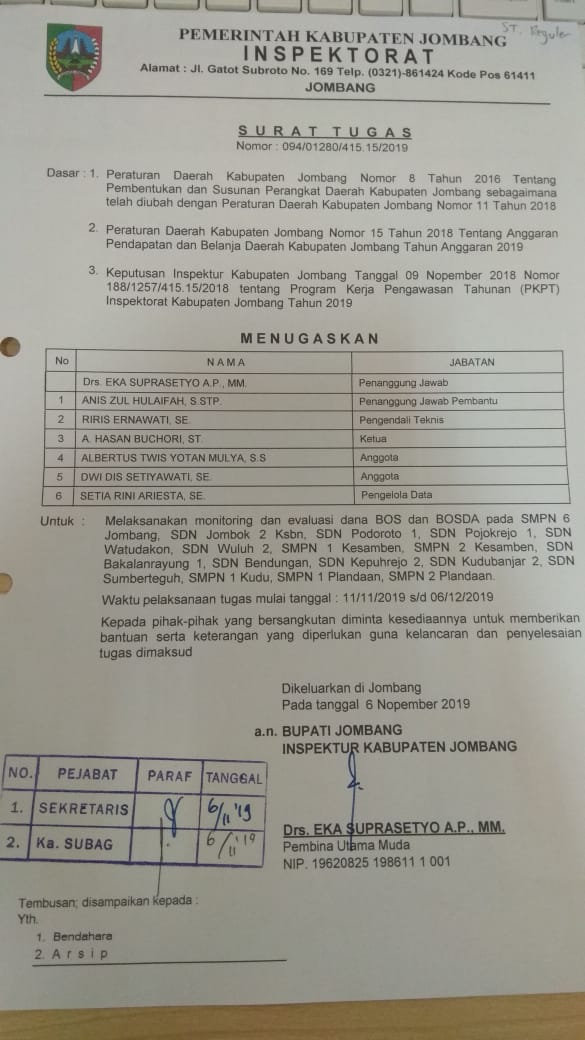 ST. Reguler
PEMERINTAH KABUPATEN JOMBANG
INSPEKTORAT
Alamat : Jl. Gatot Subroto No. 169 Telp. (0321)-861424 Kode Pos 61411
JOMBANG
SURAT TUGAS
Nomor : 094/01280/415.15/2019
Dasar : 1. Peraturan Daerah Kabupaten Jombang Nomor 8 Tahun 2016 Tentang
Pembentukan dan Susunan Perangkat Daerah Kabupaten Jombang sebagaimana
telah diubah dengan Peraturan Daerah Kabupaten Jombang Nomor 11 Tahun 2018
2. Peraturan Daerah Kabupaten Jombang Nomor 15 Tahun 2018 Tentang Anggaran
Pendapatan dan Belanja Daerah Kabupaten Jombang Tahun Anggaran 2019
3. Keputusan Inspektur Kabupaten Jombang Tanggal 09 Nopember 2018 Nomor
188/1257/415.15/2018 tentang Program Kerja Pengawasan Tahunan (PKPT)
Inspektorat Kabupaten Jombang Tahun 2019
MENUGASKAN
No NAMA JABATAN
Drs. EKA SUPRASETYO A.P., MM. Penanggung Jawab
1 ANIS ZUL HULAIFAH, S.STP. Penanggung Jawab Pembantu
2 RIRIS ERNAWATI, SE. Pengendali Teknis
3 A. HASAN BUCHORI, ST. Ketua
4 ALBERTUS TWIS YOTAN MULYA, S.S Anggota
5 DWI DIS SETIYAWATI, SE. Anggota
6 SETIA RINI ARIESTA, SE. Pengelola Data
Untuk : Melaksanakan monitoring dan evaluasi dana BOS dan BOSDA pada SMPN 6
Jombang, SDN Jombok 2 Ksbn, SDN Podoroto 1, SDN Pojokrejo 1, SDN
Watudakon, SDN Wuluh 2, SMPN 1 Kesamben, SMPN 2 Kesamben, SDN
Bakalanrayung 1, SDN Bendungan, SDN Kepuhrejo 2, SDN Kudubanjar 2, SDN
Sumberteguh, SMPN 1 Kudu, SMPN 1 Plandaan, SMPN 2 Plandaan.
Waktu pelaksanaan tugas mulai tanggal : 11/11/2019 s/d 06/12/2019
Kepada pihak-pihak yang bersangkutan diminta kesediaannya untuk memberikan
bantuan serta keterangan yang diperlukan guna kelancaran dan penyelesaian
tugas dimaksud
Dikeluarkan di Jombang
Pada tanggal 6 Nopember 2019
a.n. BUPATI JOMBANG
INSPEKTUR KABUPATEN JOMBANG
Drs. EKA SUPRASETYO A.P., MM.
Pembina Utama Muda
NIP. 19620825 198611 1 001
NO. PEJABAT PARAF TANGGAL
1. SEKRETARIS 6/11 '19
2. Ka. SUBAG 6/11 '19
Tembusan; disampaikan kepada :
Yth.
1. Bendahara
2. A r s i p